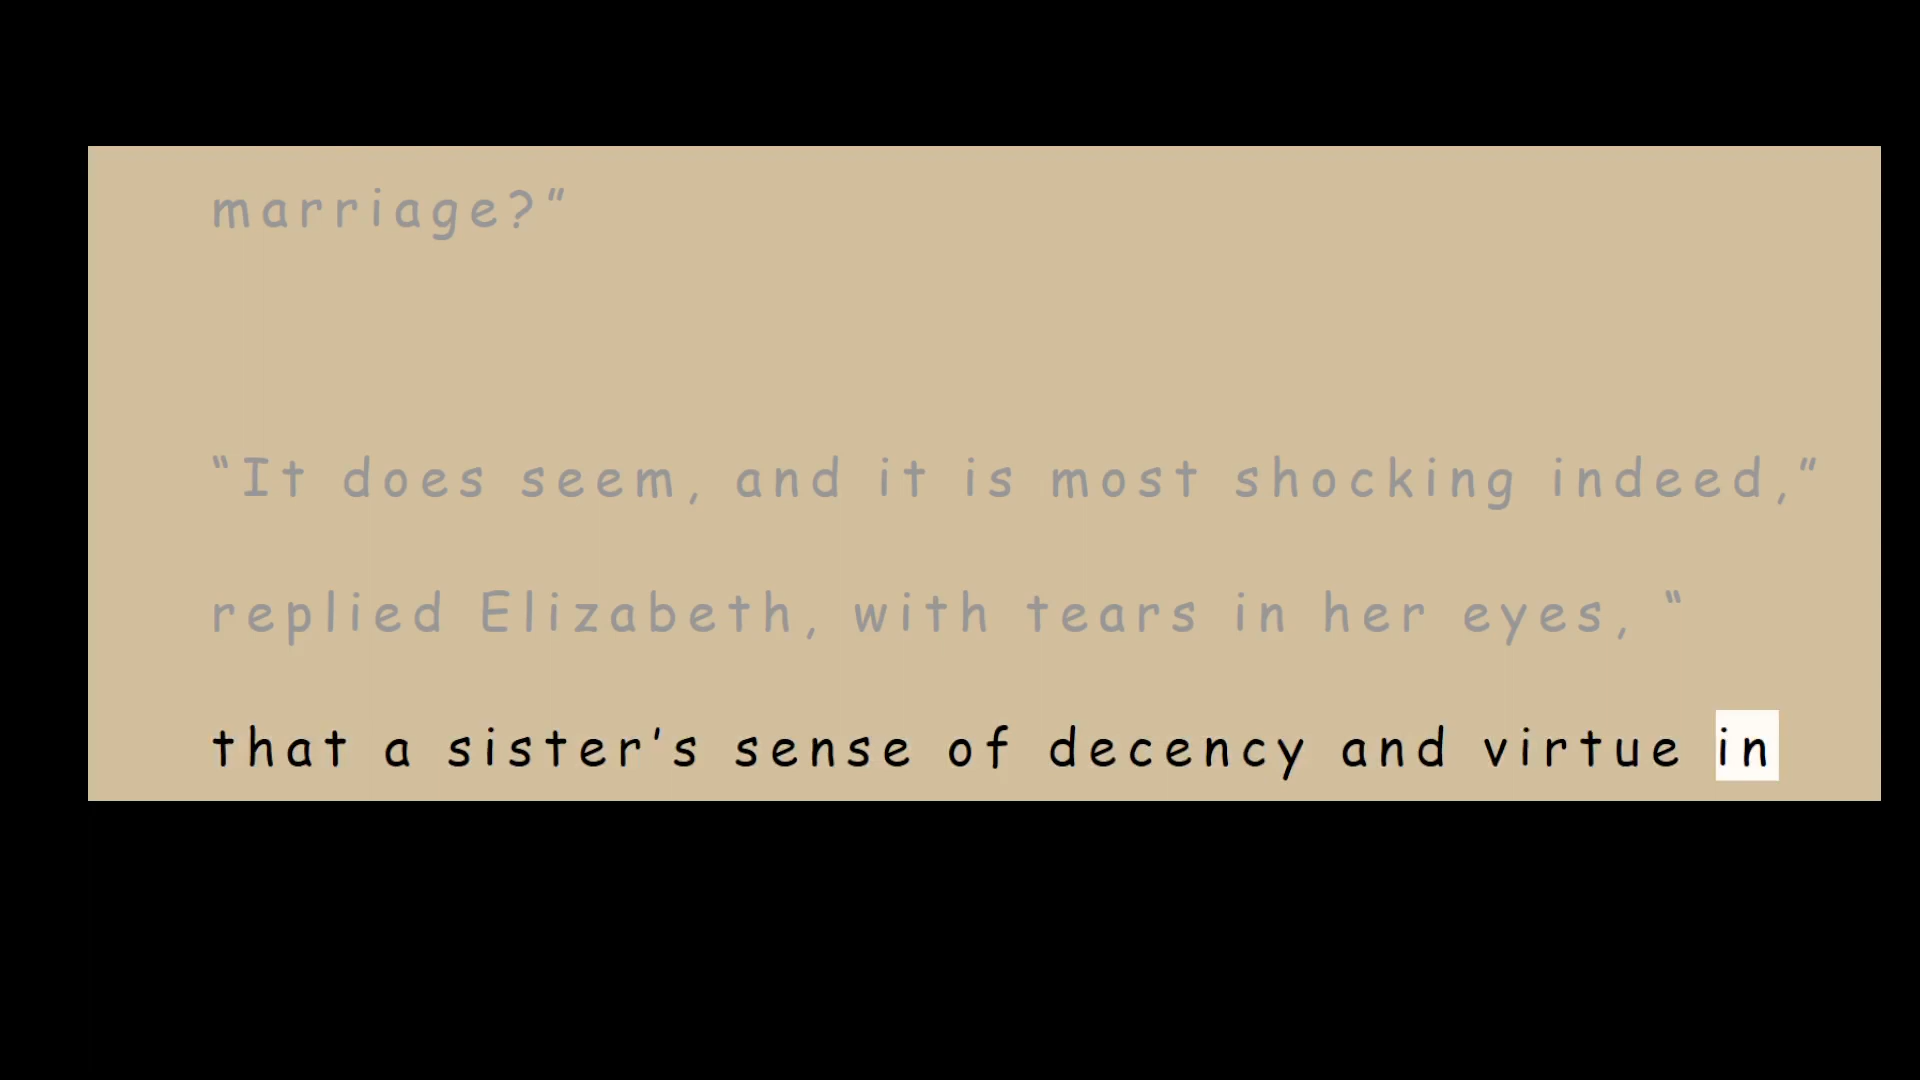 marriage?”
“It does seem, and it is most shocking indeed,”
replied Elizabeth, with tears in her eyes, “
that a sister’s sense of decency and virtue in